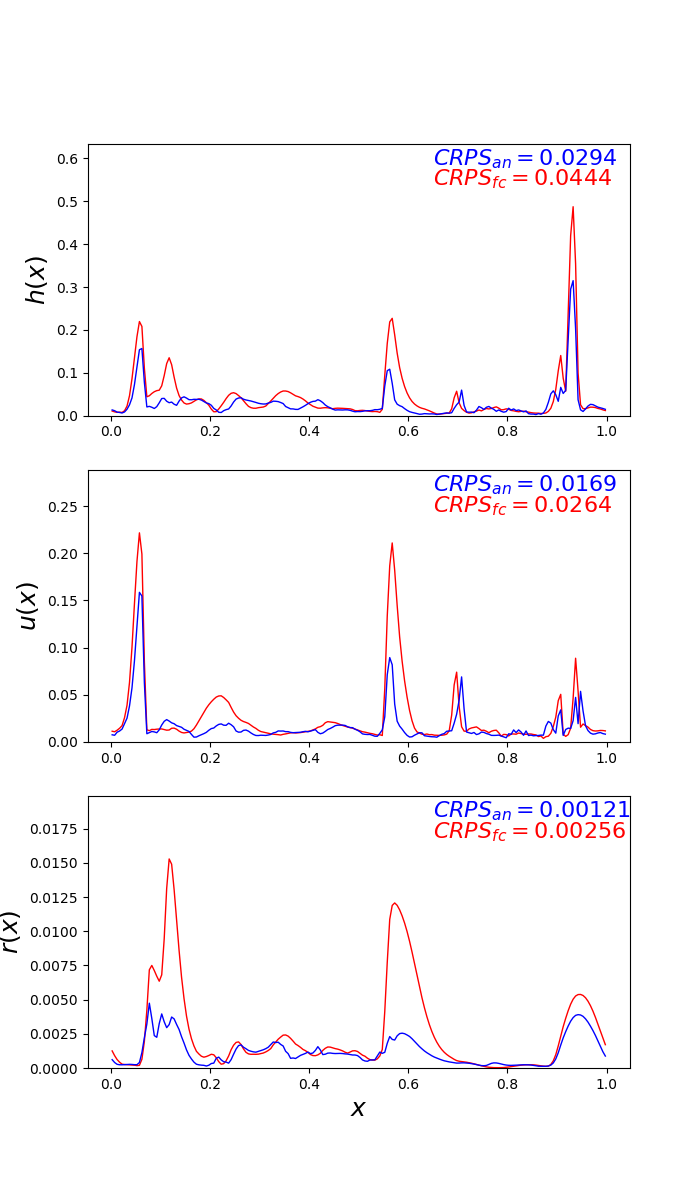 CRPS_an = 0.0294
CRPS_fc = 0.0444
0.6
0.5
0.4
0.3
0.2
0.1
0.0
h(x)
0.0 0.2 0.4 0.6 0.8 1.0
CRPS_an = 0.0169
CRPS_fc = 0.0264
0.25
0.20
0.15
0.10
0.05
0.00
u(x)
0.0 0.2 0.4 0.6 0.8 1.0
CRPS_an = 0.00121
CRPS_fc = 0.00256
0.0175
0.0150
0.0125
0.0100
0.0075
0.0050
0.0025
0.0000
r(x)
0.0 0.2 0.4 0.6 0.8 1.0
x